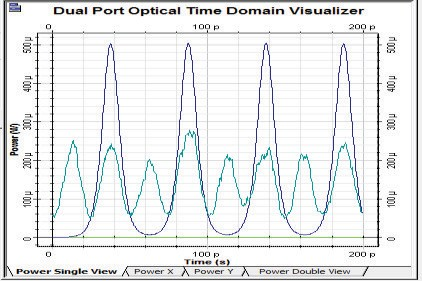 Dual Port Optical Time Domain Visualizer
0 100 p 200 p
500 µ 500 µ
400 µ 400 µ
300 µ 300 µ
Power (W)
200 µ 200 µ
100 µ 100 µ
0 0
0 100 p 200 p
Time (s)
Power Single View Power X Power Y Power Double View